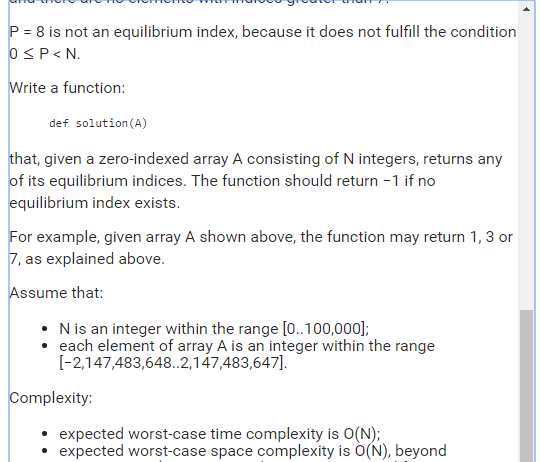 P = 8 is not an equilibrium index, because it does not fulfill the condition
0 ≤ P < N.
Write a function:
def solution(A)
that, given a zero-indexed array A consisting of N integers, returns any
of its equilibrium indices. The function should return −1 if no
equilibrium index exists.
For example, given array A shown above, the function may return 1, 3 or
7, as explained above.
Assume that:
• N is an integer within the range [0..100,000];
• each element of array A is an integer within the range
[−2,147,483,648..2,147,483,647].
Complexity:
• expected worst-case time complexity is O(N);
• expected worst-case space complexity is O(N), beyond